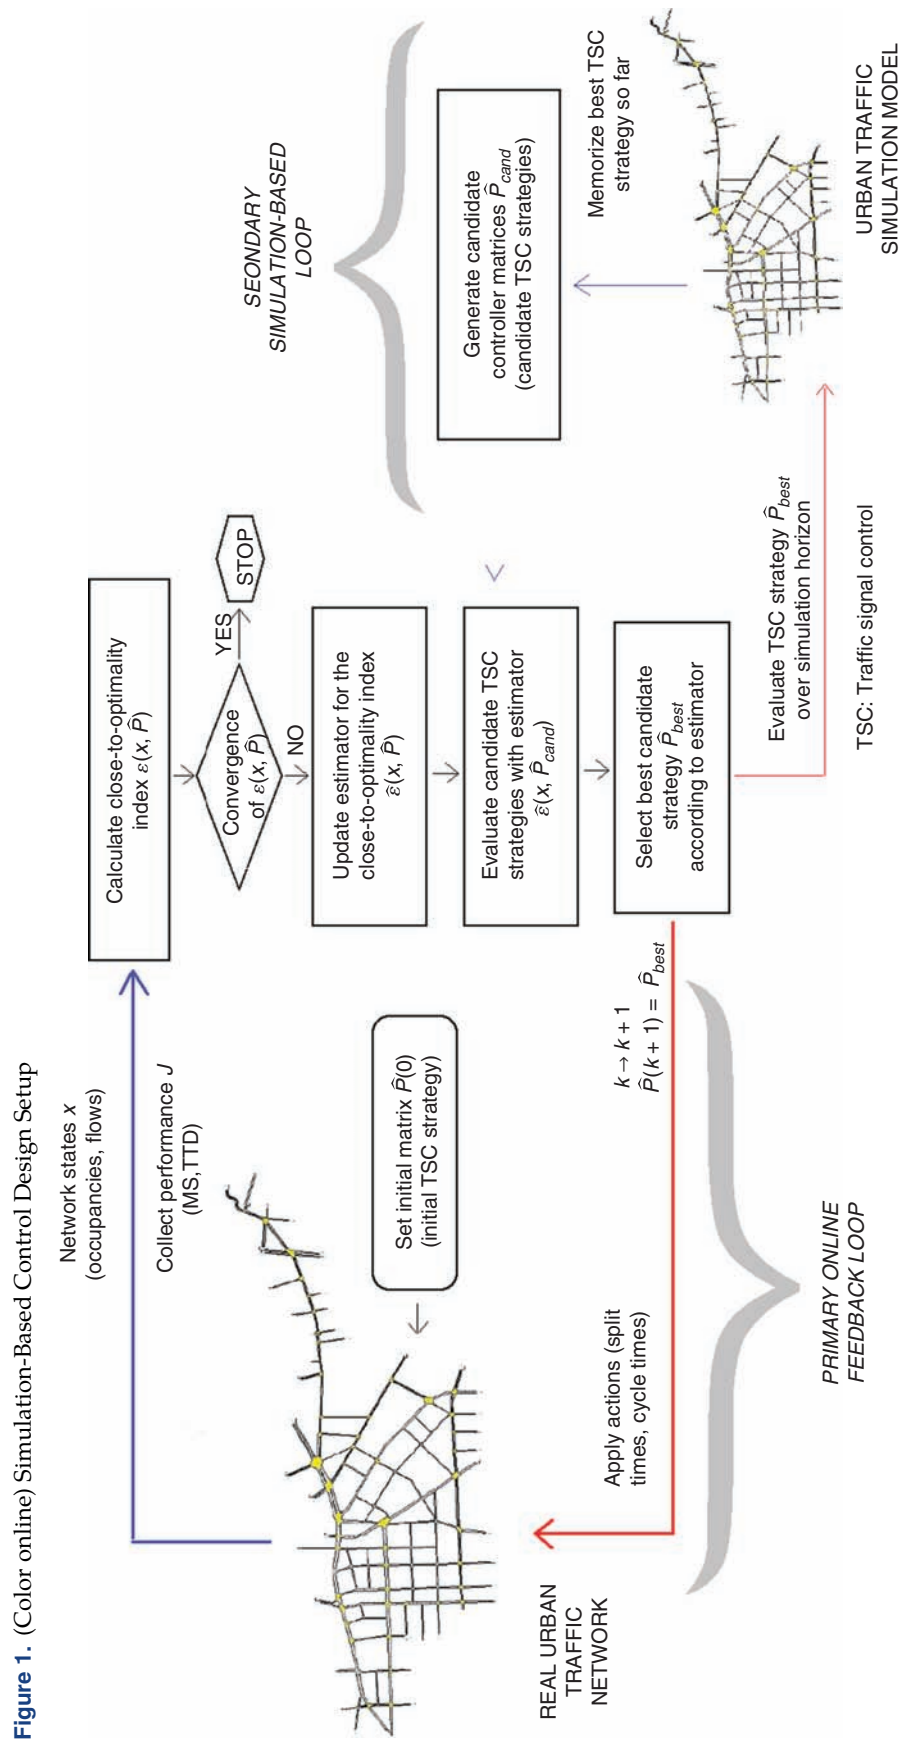 Figure 1. (Color online) Simulation-Based Control Design Setup
Network states x
(occupancies, flows)
Collect performance J
(MS,TTD)
Calculate close-to-optimality
index ε(x, P̂)
Convergence
of ε(x, P̂)
YES
STOP
NO
Update estimator for the
close-to-optimality index
ε̂(x, P̂)
Evaluate candidate TSC
strategies with estimator
ε̂(x, P̂cand)
Select best candidate
strategy P̂best
according to estimator
Set initial matrix P̂(0)
(initial TSC strategy)
k → k + 1
P̂(k + 1) = P̂best
Apply actions (split
times, cycle times)
REAL URBAN
TRAFFIC
NETWORK
PRIMARY ONLINE
FEEDBACK LOOP
SEONDARY
SIMULATION-BASED
LOOP
Generate candidate
controller matrices P̂cand
(candidate TSC strategies)
Memorize best TSC
strategy so far
Evaluate TSC strategy P̂best
over simulation horizon
TSC: Traffic signal control
URBAN TRAFFIC
SIMULATION MODEL